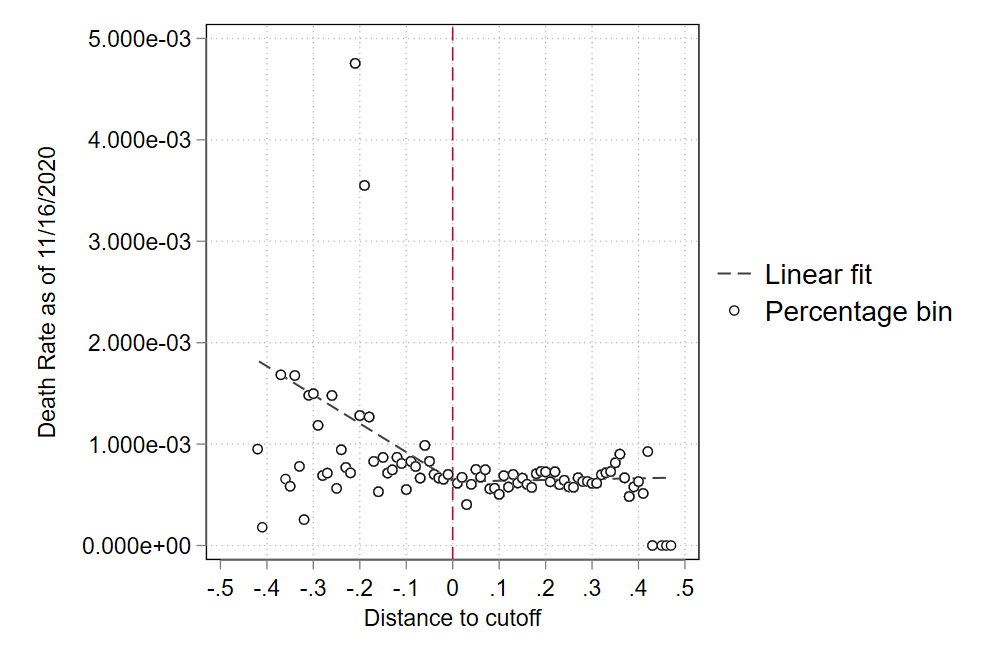 5.000e-03
4.000e-03
3.000e-03
2.000e-03
1.000e-03
0.000e+00
Death Rate as of 11/16/2020
-.5 -.4 -.3 -.2 -.1 0 .1 .2 .3 .4 .5
Distance to cutoff
Linear fit
Percentage bin